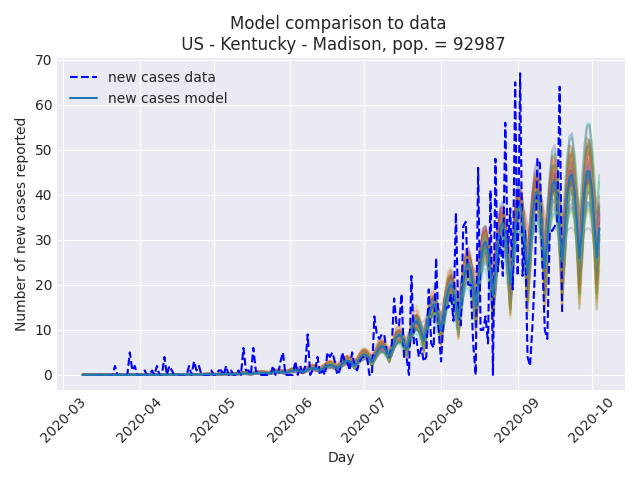 Model comparison to data
US - Kentucky - Madison, pop. = 92987
new cases data
new cases model
Number of new cases reported
70
60
50
40
30
20
10
0
2020-03
2020-04
2020-05
2020-06
2020-07
2020-08
2020-09
2020-10
Day